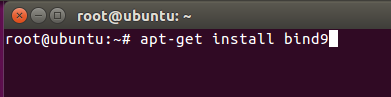 root@ubuntu: ~
root@ubuntu:~# apt-get install bind9